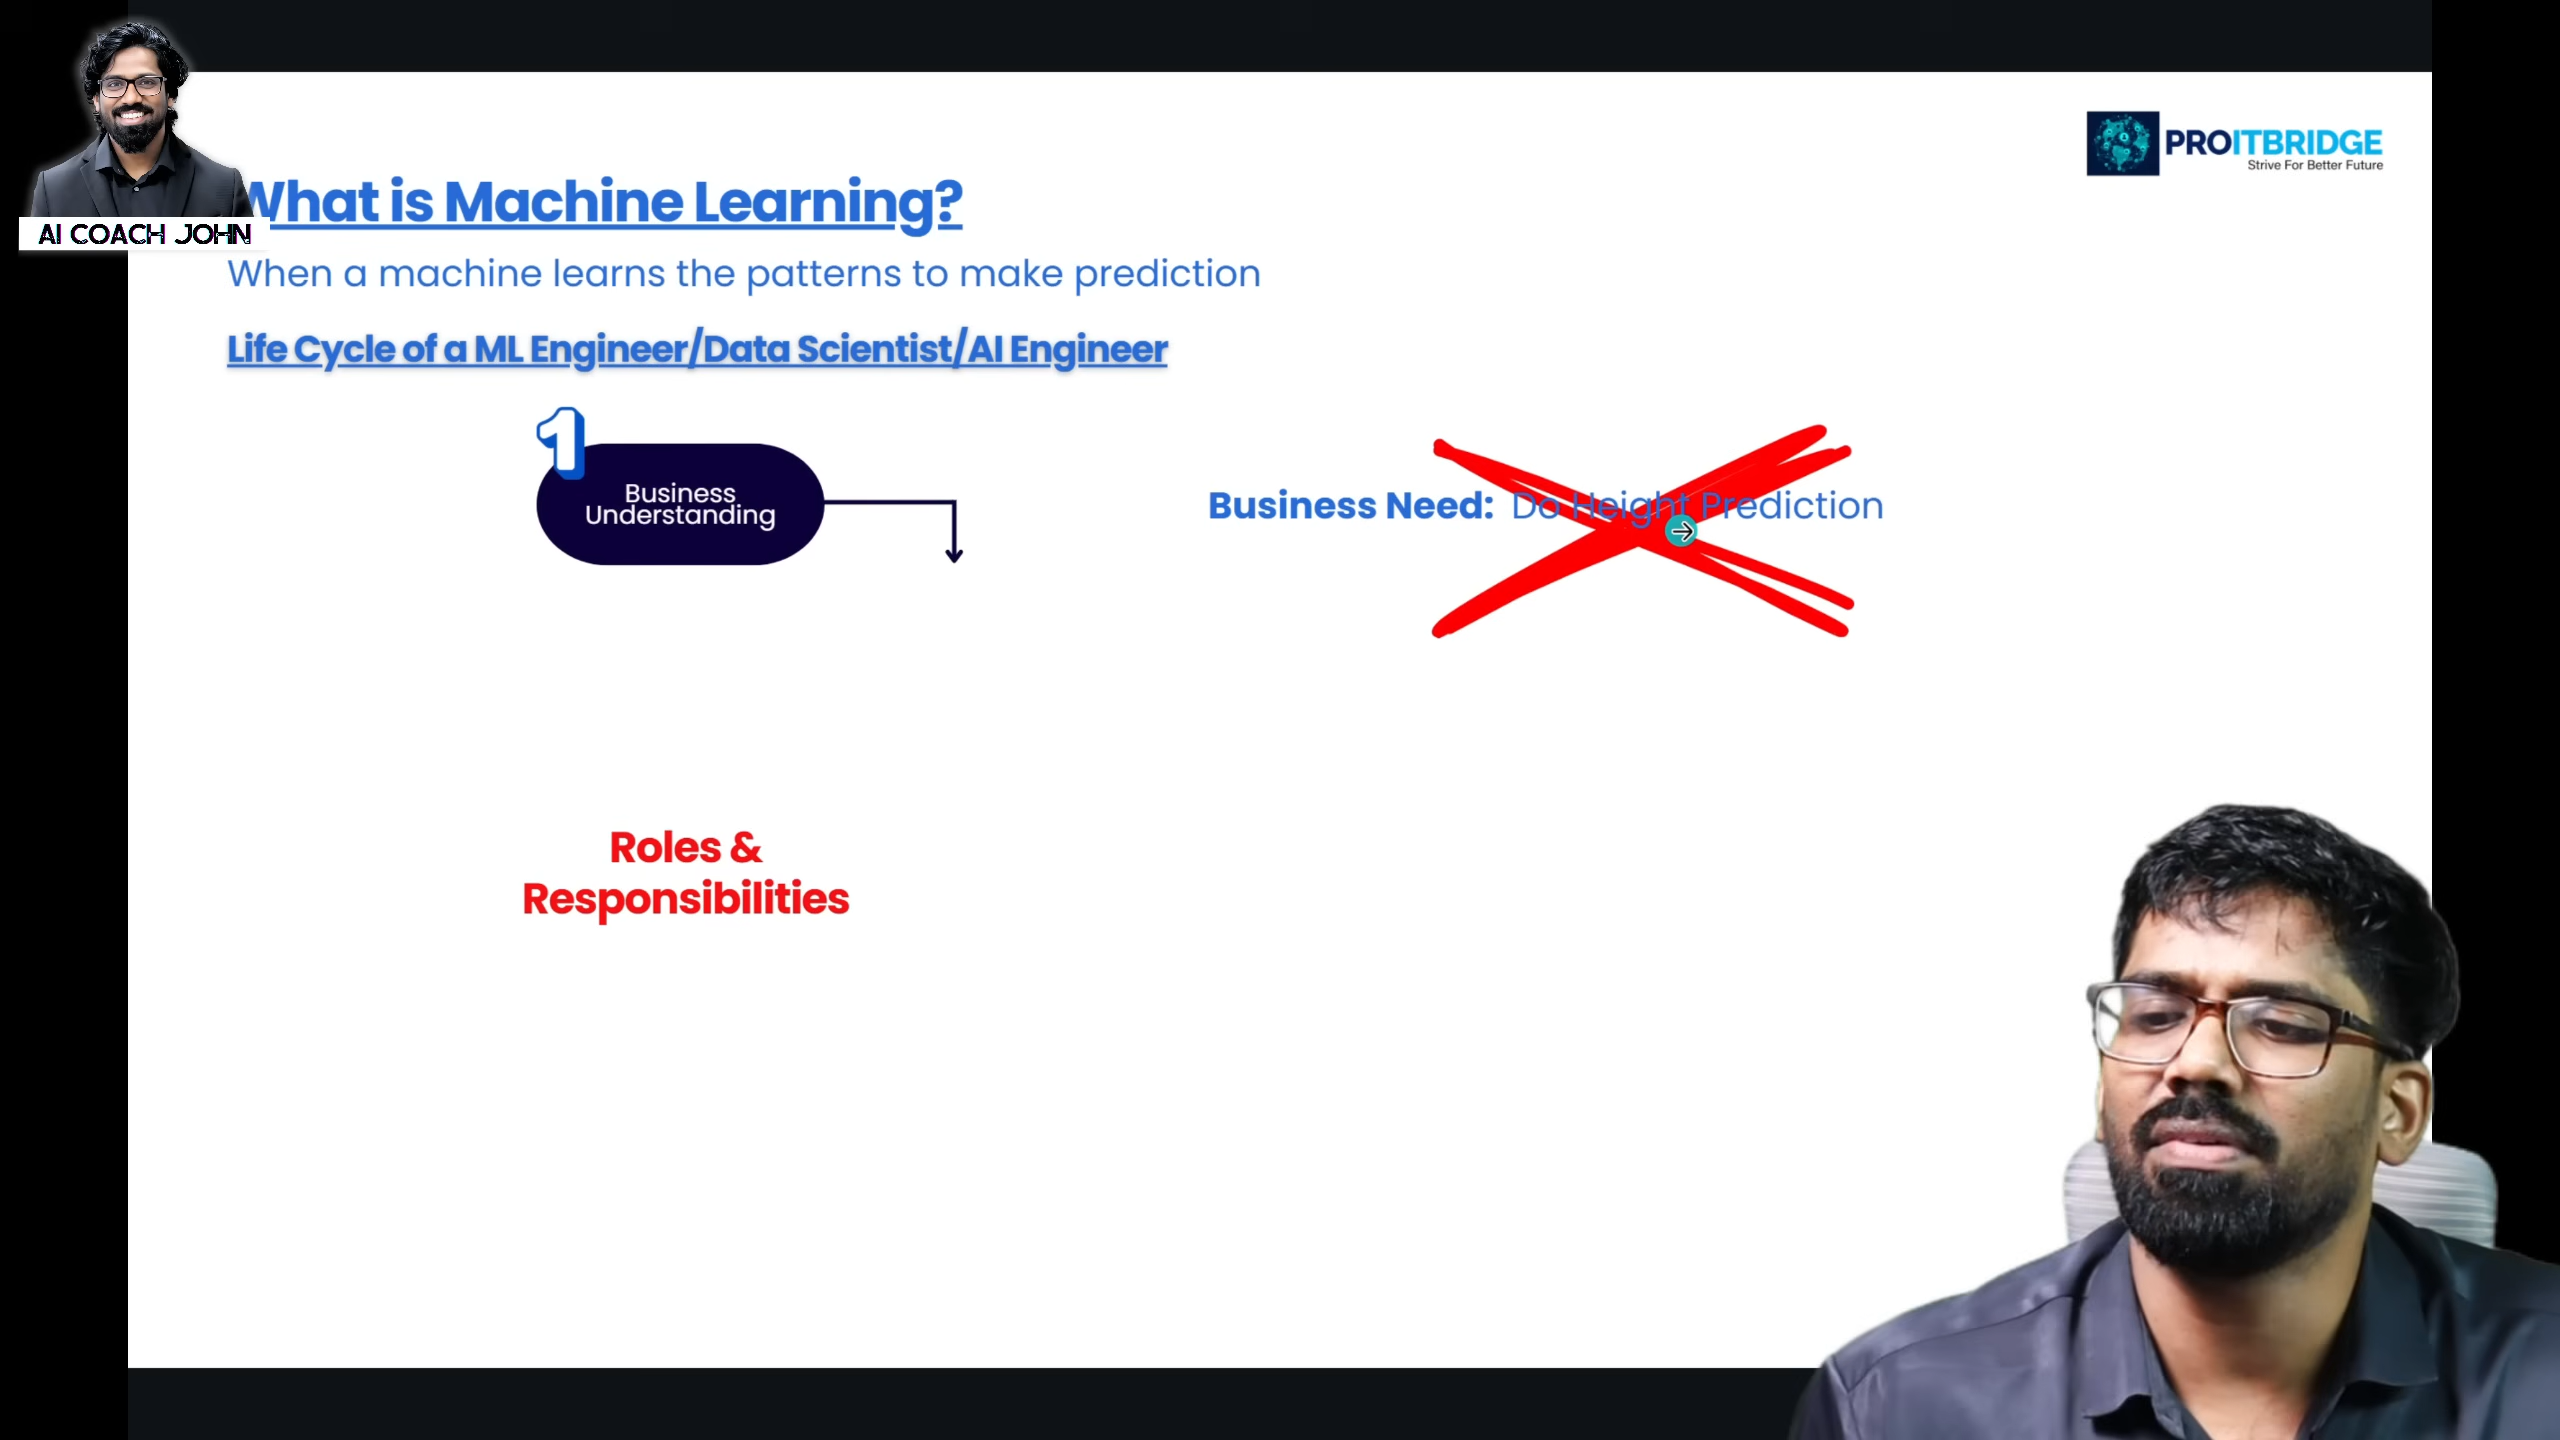 AI COACH JOHN
PROITBRIDGE
Strive For Better Future
What is Machine Learning?
When a machine learns the patterns to make prediction
Life Cycle of a ML Engineer/Data Scientist/AI Engineer
1
Business
Understanding
Business Need: Do Height Prediction
Roles &
Responsibilities